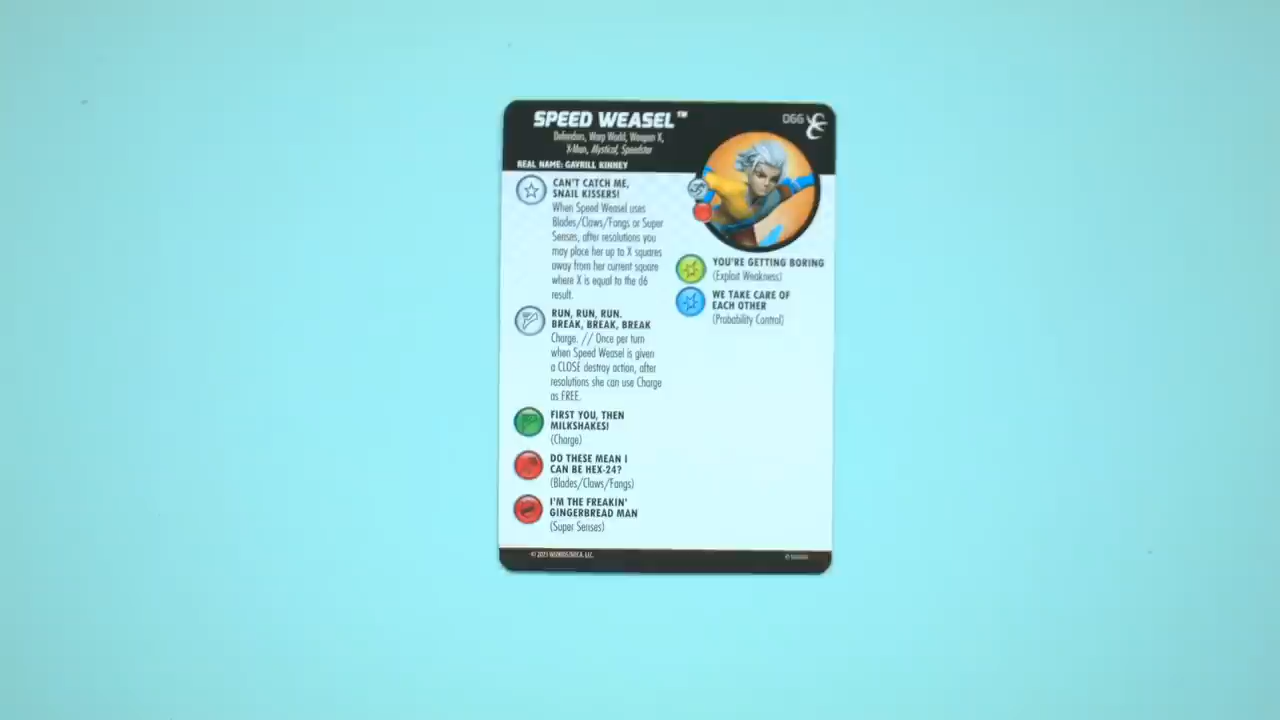 SPEED WEASEL™
066
Defenders, Warp World, Weapon X,
X-Men, Mystical, Speedster
REAL NAME: GAVRILL KINNEY
CAN'T CATCH ME,
SNAIL KISSERS!
When Speed Weasel uses
Blades/Claws/Fangs or Super
Senses, after resolutions you
may place her up to X squares
away from her current square
where X is equal to the d6
result.
RUN, RUN, RUN.
BREAK, BREAK, BREAK
Charge. // Once per turn
when Speed Weasel is given
a CLOSE destroy action, after
resolutions she can use Charge
as FREE.
FIRST YOU, THEN
MILKSHAKES!
(Charge)
DO THESE MEAN I
CAN BE HEX-24?
(Blades/Claws/Fangs)
I'M THE FREAKIN'
GINGERBREAD MAN
(Super Senses)
YOU'RE GETTING BORING
(Exploit Weakness)
WE TAKE CARE OF
EACH OTHER
(Probability Control)
© 2021 WIZKIDS/NECA, LLC.